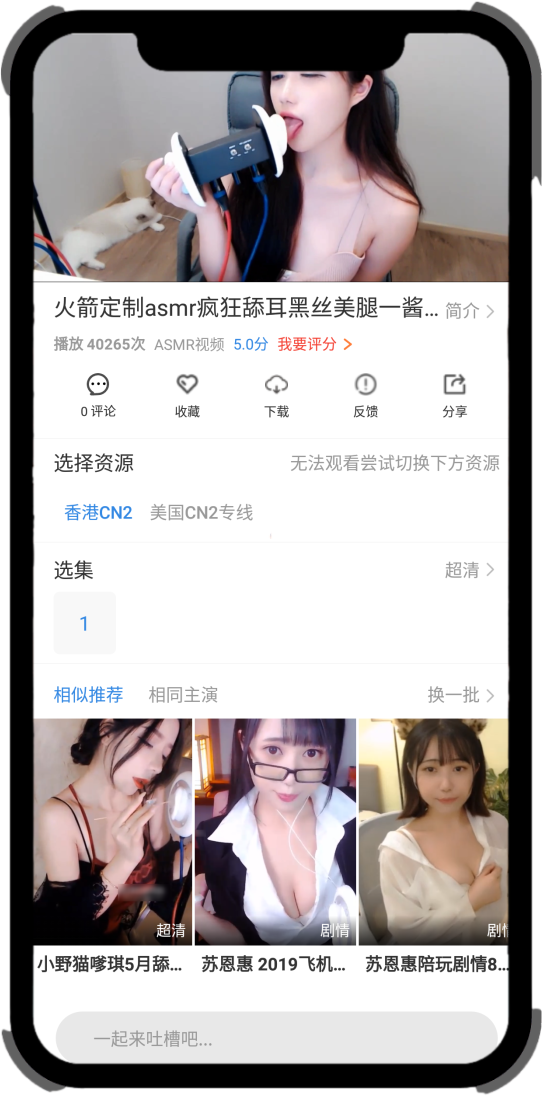 火箭定制asmr疯狂舔耳黑丝美腿一酱... 简介
播放 40265次 ASMR视频 5.0分 我要评分
0 评论 收藏 下载 反馈 分享
选择资源 无法观看尝试切换下方资源
香港CN2 美国CN2专线
选集 超清
1
相似推荐 相同主演 换一批
超清 剧情 剧情
小野猫嗲琪5月舔... 苏恩惠 2019飞机... 苏恩惠陪玩剧情8...
一起来吐槽吧...